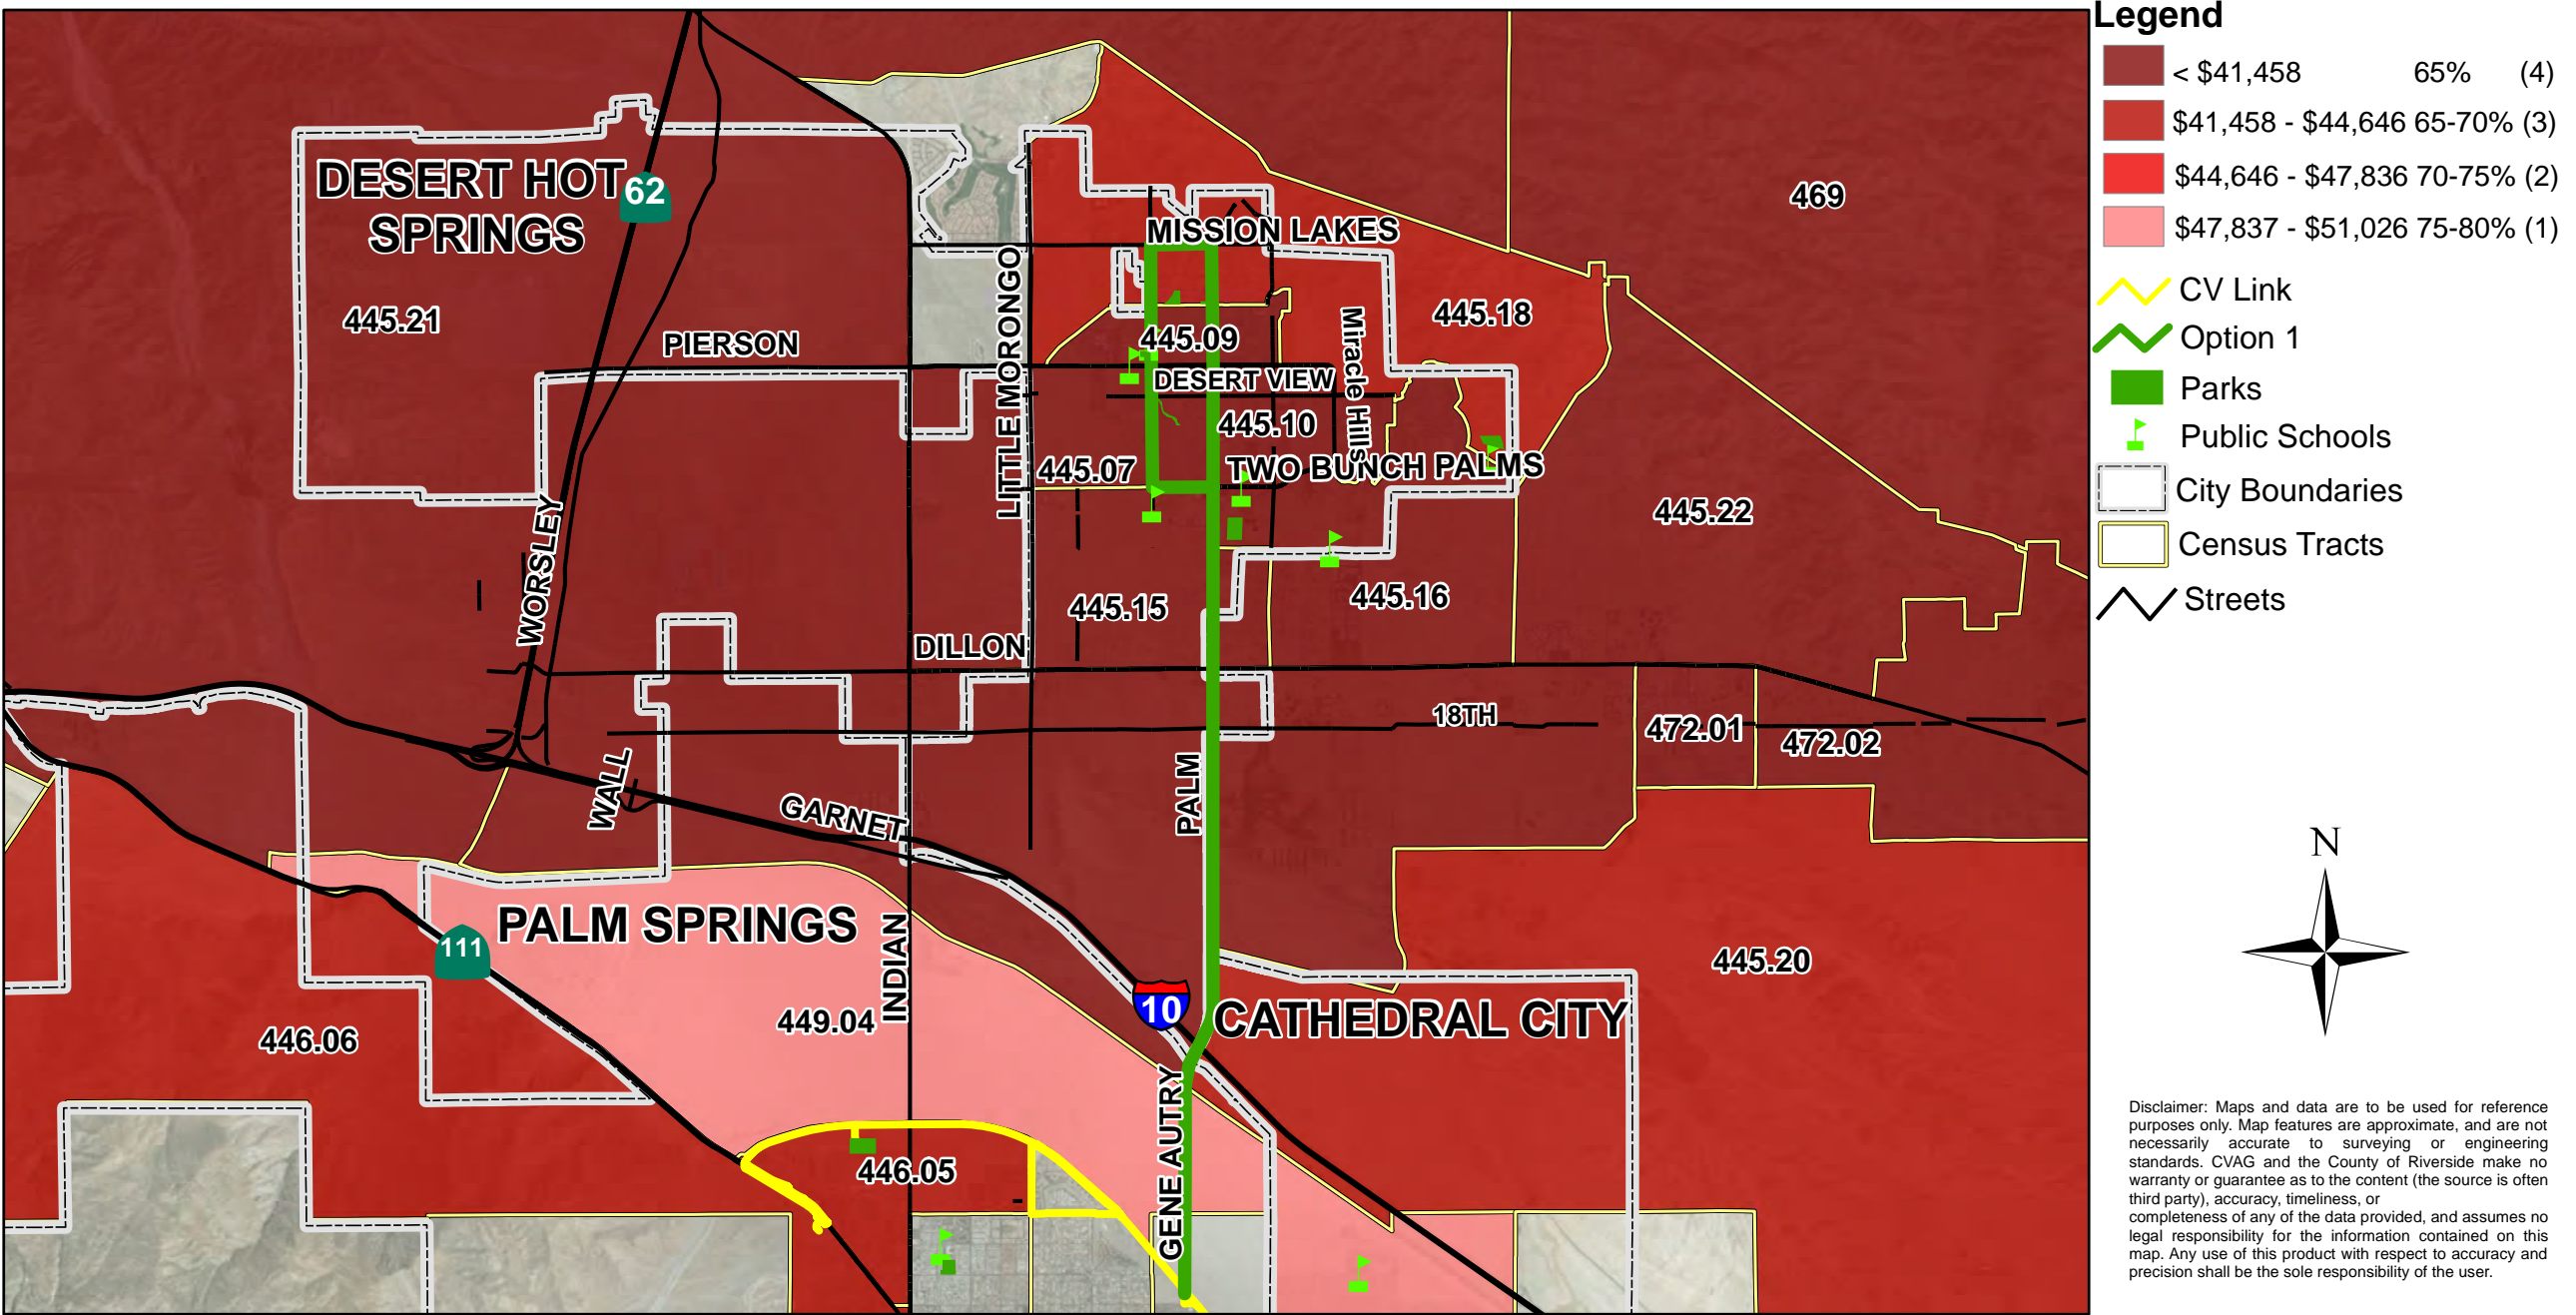 Legend
< $41,458 65% (4)
$41,458 - $44,646 65-70% (3)
$44,646 - $47,836 70-75% (2)
$47,837 - $51,026 75-80% (1)
CV Link
Option 1
Parks
Public Schools
City Boundaries
Census Tracts
Streets
N
Disclaimer: Maps and data are to be used for reference
purposes only. Map features are approximate, and are not
necessarily accurate to surveying or engineering
standards. CVAG and the County of Riverside make no
warranty or guarantee as to the content (the source is often
third party), accuracy, timeliness, or
completeness of any of the data provided, and assumes no
legal responsibility for the information contained on this
map. Any use of this product with respect to accuracy and
precision shall be the sole responsibility of the user.
DESERT HOT
SPRINGS
62
469
MISSION LAKES
445.21
445.18
PIERSON
LITTLE MORONGO
445.09
Miracle Hills
DESERT VIEW
445.10
445.07
TWO BUNCH PALMS
445.22
WORSLEY
445.15
445.16
DILLON
18TH
472.01
472.02
WALL
GARNET
PALM
PALM SPRINGS
111
INDIAN
445.20
449.04
10
CATHEDRAL CITY
446.06
GENE AUTRY
446.05